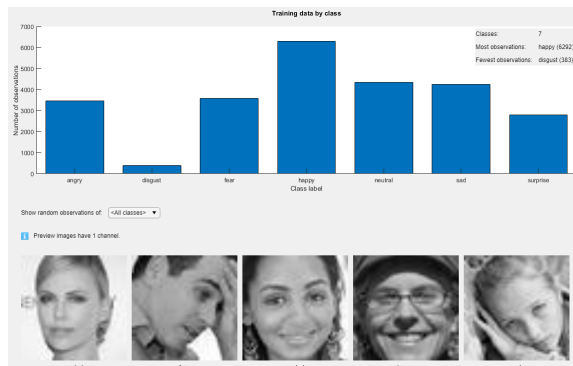 Training data by class
Classes: 7
Most observations: happy (6292)
Fewest observations: disgust (383)
Number of observations
7000
6000
5000
4000
3000
2000
1000
0
angry disgust fear happy neutral sad surprise
Class label
Show random observations of: <All classes>
Preview images have 1 channel.